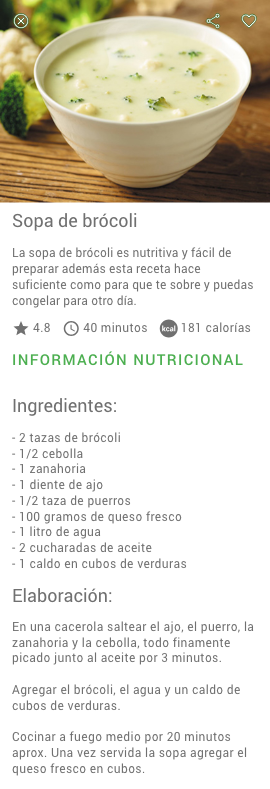 Sopa de brócoli
La sopa de brócoli es nutritiva y fácil de
preparar además esta receta hace
suficiente como para que te sobre y puedas
congelar para otro día.
4.8 40 minutos kcal 181 calorías
INFORMACIÓN NUTRICIONAL
Ingredientes:
- 2 tazas de brócoli
- 1/2 cebolla
- 1 zanahoria
- 1 diente de ajo
- 1/2 taza de puerros
- 100 gramos de queso fresco
- 1 litro de agua
- 2 cucharadas de aceite
- 1 caldo en cubos de verduras
Elaboración:
En una cacerola saltear el ajo, el puerro, la
zanahoria y la cebolla, todo finamente
picado junto al aceite por 3 minutos.
Agregar el brócoli, el agua y un caldo de
cubos de verduras.
Cocinar a fuego medio por 20 minutos
aprox. Una vez servida la sopa agregar el
queso fresco en cubos.